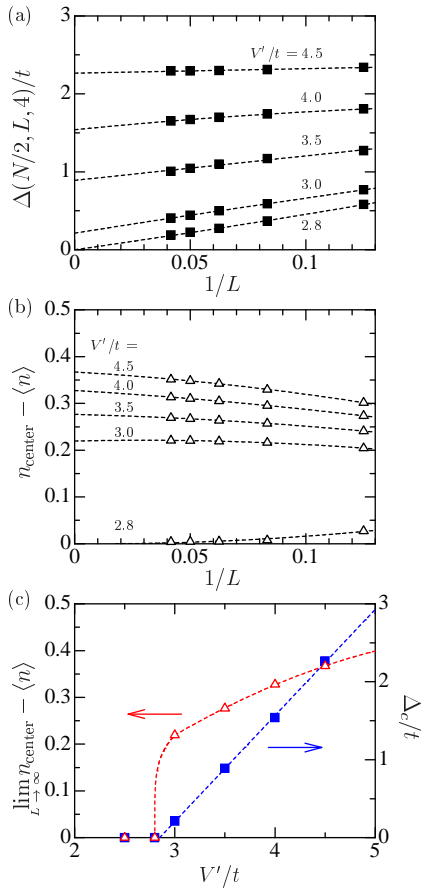 (a)
3
2
1
0
Δ(N/2, L, 4)/t
V′/t = 4.5
4.0
3.5
3.0
2.8
0 0.05 0.1
1/L
(b)
0.5
0.4
0.3
0.2
0.1
0
n_center − ⟨n⟩
V′/t =
4.5
4.0
3.5
3.0
2.8
0 0.05 0.1
1/L
(c)
0.5
0.4
0.3
0.2
0.1
0
lim_{L→∞} n_center − ⟨n⟩
3
2
1
0
Δ_c/t
2 3 4 5
V′/t